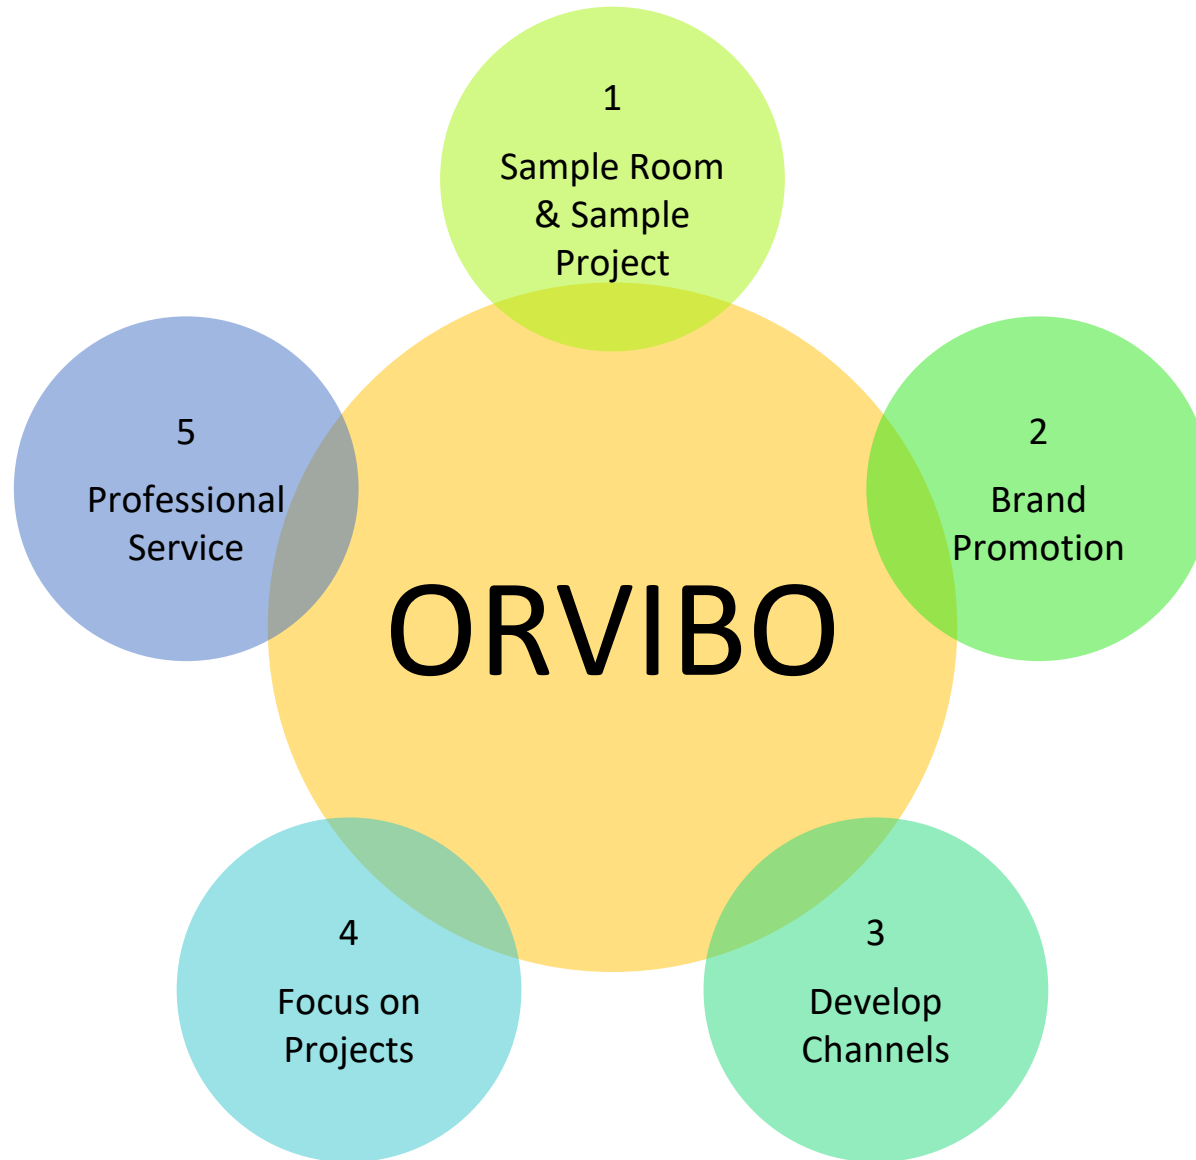 1
Sample Room
& Sample
Project
2
Brand
Promotion
3
Develop
Channels
4
Focus on
Projects
5
Professional
Service
ORVIBO